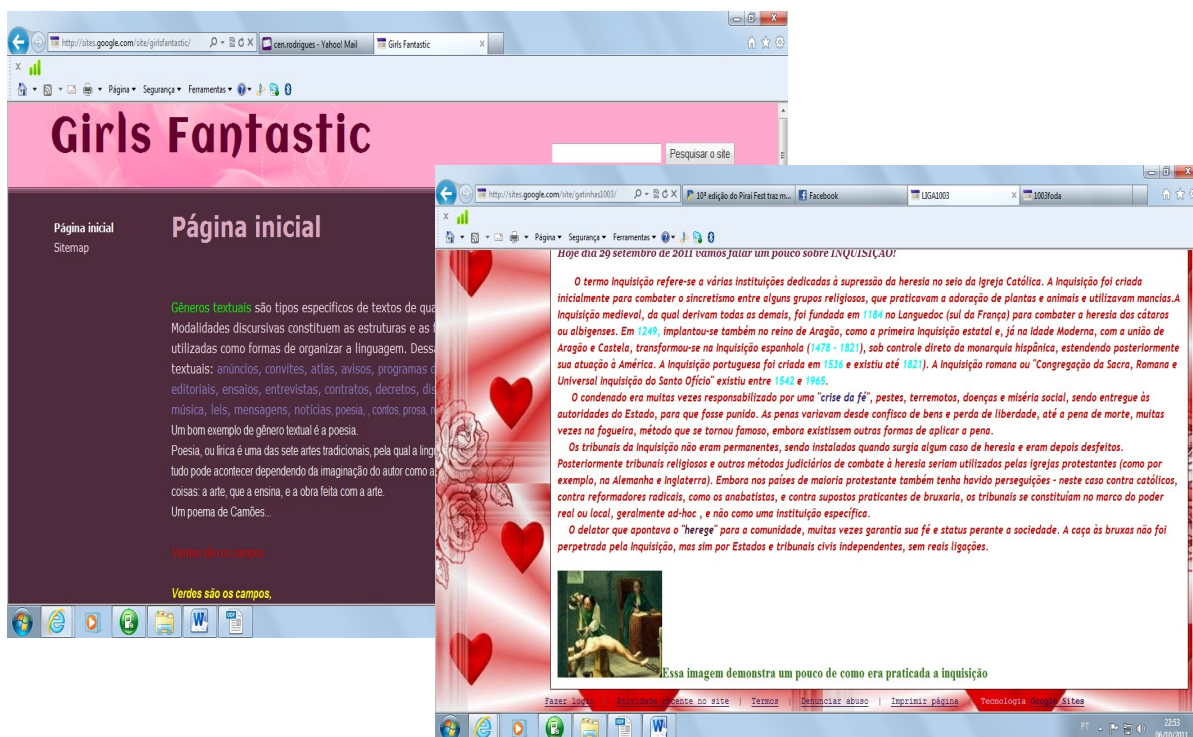 http://sites.google.com/site/girlsfantastic/
cen.rodrigues - Yahoo! Mail
Girls Fantastic
Página
Segurança
Ferramentas
Girls Fantastic
Pesquisar o site
Página inicial
Sitemap
Página inicial
Gêneros textuais são tipos especificos de textos de qua
Modalidades discursivas constituem as estruturas e as
utilizadas como formas de organizar a linguagem. Dess
textuais: anúncios, convites, atlas, avisos, programas
editoriais, ensaios, entrevistas, contratos, decretos, dis
música, leis, mensagens, notícias, poesia, , contos, prosa,
Um bom exemplo de gênero textual é a poesia.
Poesia, ou lírica é uma das sete artes tradicionais, pela qual a ling
tudo pode acontecer dependendo da imaginação do autor como a
coisas: a arte, que a ensina, e a obra feita com a arte.
Um poema de Camões...
Verdes são os campos
Verdes são os campos,
http://sites.google.com/site/gatinhas1003/
10ª edição do Piraí Fest traz m...
Facebook
LIGA1003
1003foda
Página
Segurança
Ferramentas
Hoje dia 29 setembro de 2011 vamos falar um pouco sobre INQUISIÇÃO!
O termo Inquisição refere-se a várias instituições dedicadas à supressão da heresia no seio da Igreja Católica. A Inquisição foi criada
inicialmente para combater o sincretismo entre alguns grupos religiosos, que praticavam a adoração de plantas e animais e utilizavam mancias.A
Inquisição medieval, da qual derivam todas as demais, foi fundada em 1184 no Languedoc (sul da França) para combater a heresia dos cátaros
ou albigenses. Em 1249, implantou-se também no reino de Aragão, como a primeira Inquisição estatal e, já na Idade Moderna, com a união de
Aragão e Castela, transformou-se na Inquisição espanhola (1478 - 1821), sob controle direto da monarquia hispânica, estendendo posteriormente
sua atuação à América. A Inquisição portuguesa foi criada em 1536 e existiu até 1821). A Inquisição romana ou "Congregação da Sacra, Romana e
Universal Inquisição do Santo Ofício" existiu entre 1542 e 1965.
O condenado era muitas vezes responsabilizado por uma "crise da fé", pestes, terremotos, doenças e miséria social, sendo entregue às
autoridades do Estado, para que fosse punido. As penas variavam desde confisco de bens e perda de liberdade, até a pena de morte, muitas
vezes na fogueira, método que se tornou famoso, embora existissem outras formas de aplicar a pena.
Os tribunais da Inquisição não eram permanentes, sendo instalados quando surgia algum caso de heresia e eram depois desfeitos.
Posteriormente tribunais religiosos e outros métodos judiciários de combate à heresia seriam utilizados pelas igrejas protestantes (como por
exemplo, na Alemanha e Inglaterra). Embora nos países de maioria protestante também tenha havido perseguições - neste caso contra católicos,
contra reformadores radicais, como os anabatistas, e contra supostos praticantes de bruxaria, os tribunais se constituíam no marco do poder
real ou local, geralmente ad-hoc , e não como uma instituição específica.
O delator que apontava o "herege" para a comunidade, muitas vezes garantia sua fé e status perante a sociedade. A caça às bruxas não foi
perpetrada pela Inquisição, mas sim por Estados e tribunais civis independentes, sem reais ligações.
Essa imagem demonstra um pouco de como era praticada a inquisição
Fazer login | Atividade recente no site | Termos | Denunciar abuso | Imprimir página | Tecnologia Google Sites
PT
22:53
06/10/2011